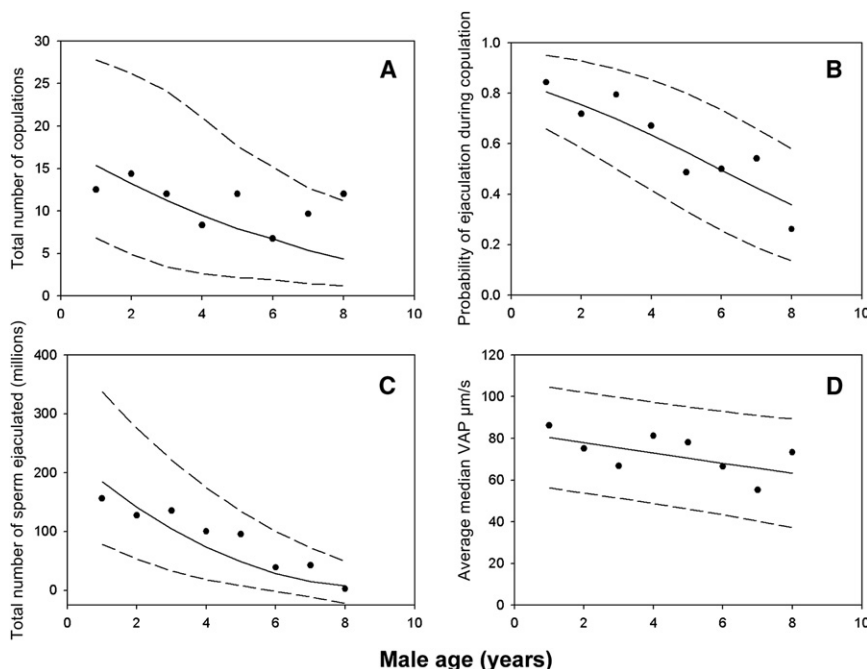 A
Total number of copulations
30
25
20
15
10
5
0
0 2 4 6 8 10
B
Probability of ejaculation during copulation
1.0
0.8
0.6
0.4
0.2
0.0
0 2 4 6 8 10
C
Total number of sperm ejaculated (millions)
400
300
200
100
0
0 2 4 6 8 10
D
Average median VAP µm/s
120
100
80
60
40
20
0
0 2 4 6 8 10
Male age (years)